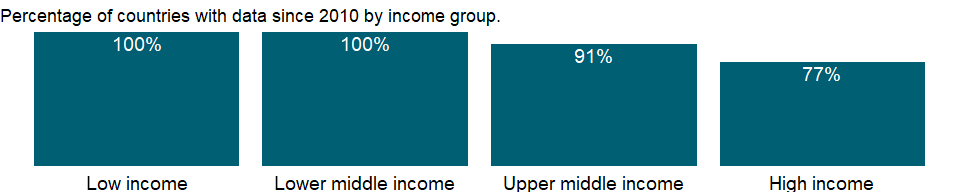 Percentage of countries with data since 2010 by income group.
100% 100% 91% 77%
Low income Lower middle income Upper middle income High income